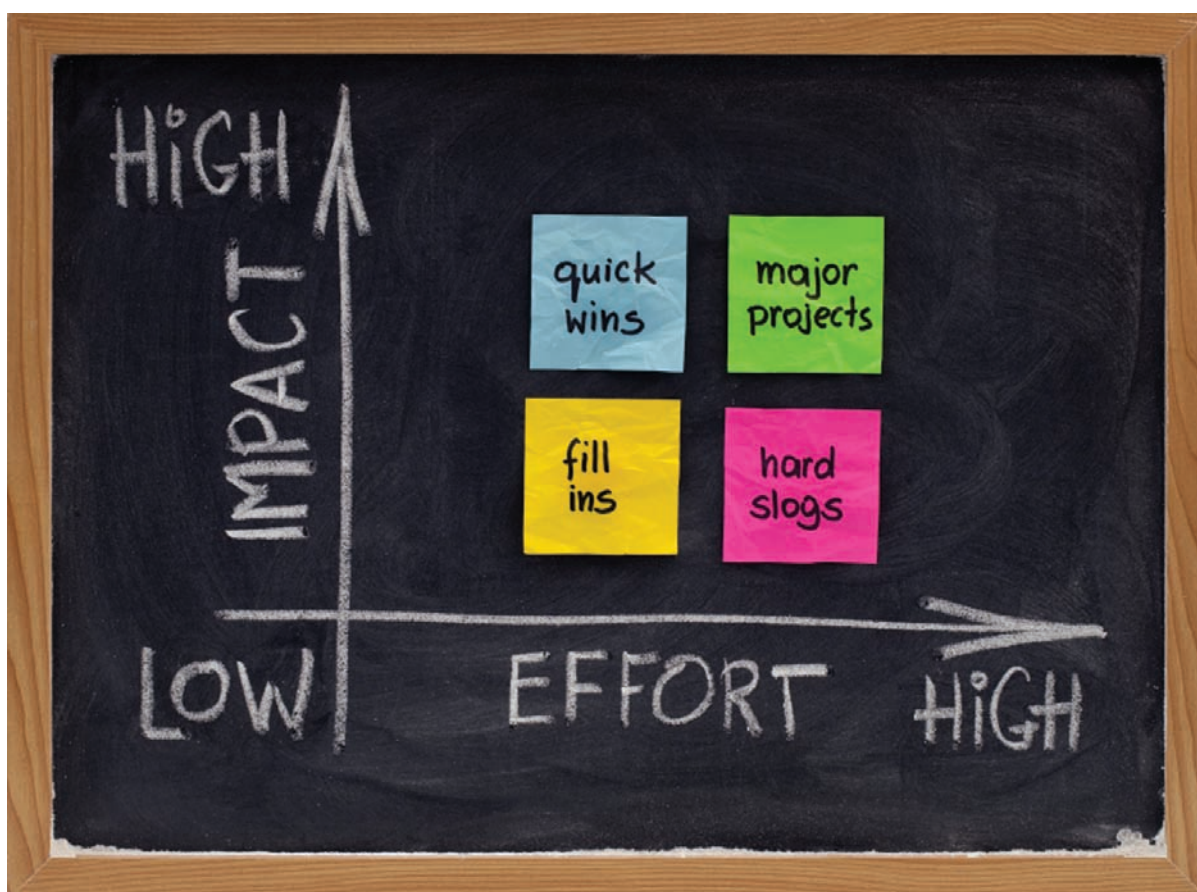 HiGH
IMPACT
quick
wins
major
projects
fill
ins
hard
slogs
LOW
EFFORT
HiGH